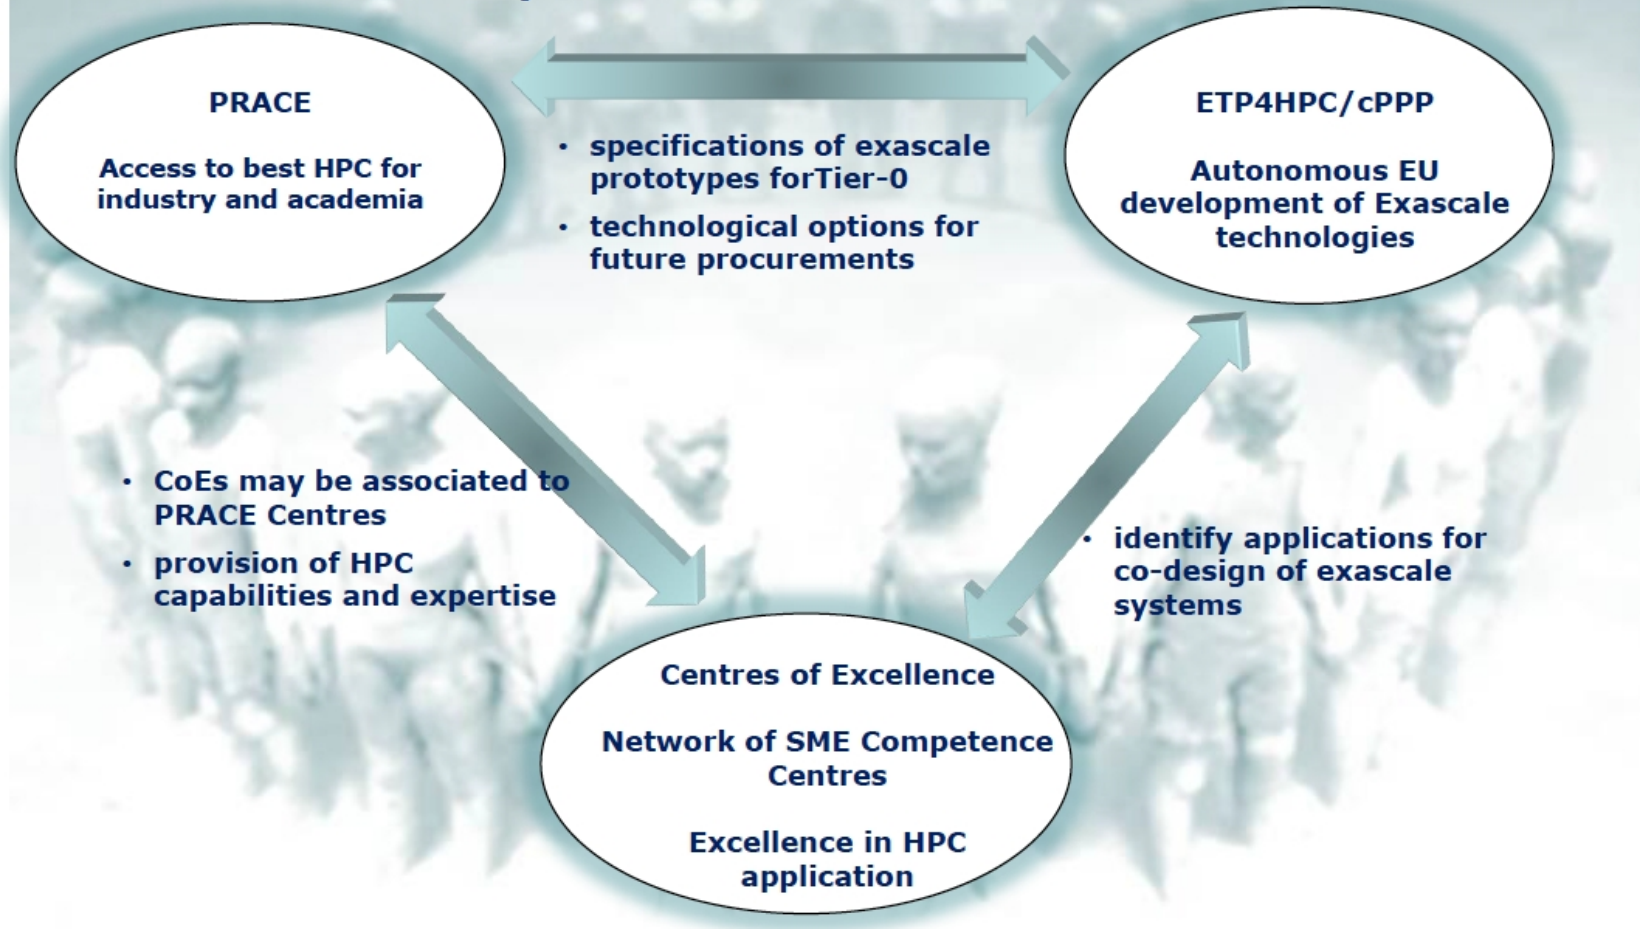 PRACE
Access to best HPC for
industry and academia
• specifications of exascale
prototypes forTier-0
• technological options for
future procurements
ETP4HPC/cPPP
Autonomous EU
development of Exascale
technologies
• CoEs may be associated to
PRACE Centres
• provision of HPC
capabilities and expertise
• identify applications for
co-design of exascale
systems
Centres of Excellence
Network of SME Competence
Centres
Excellence in HPC
application